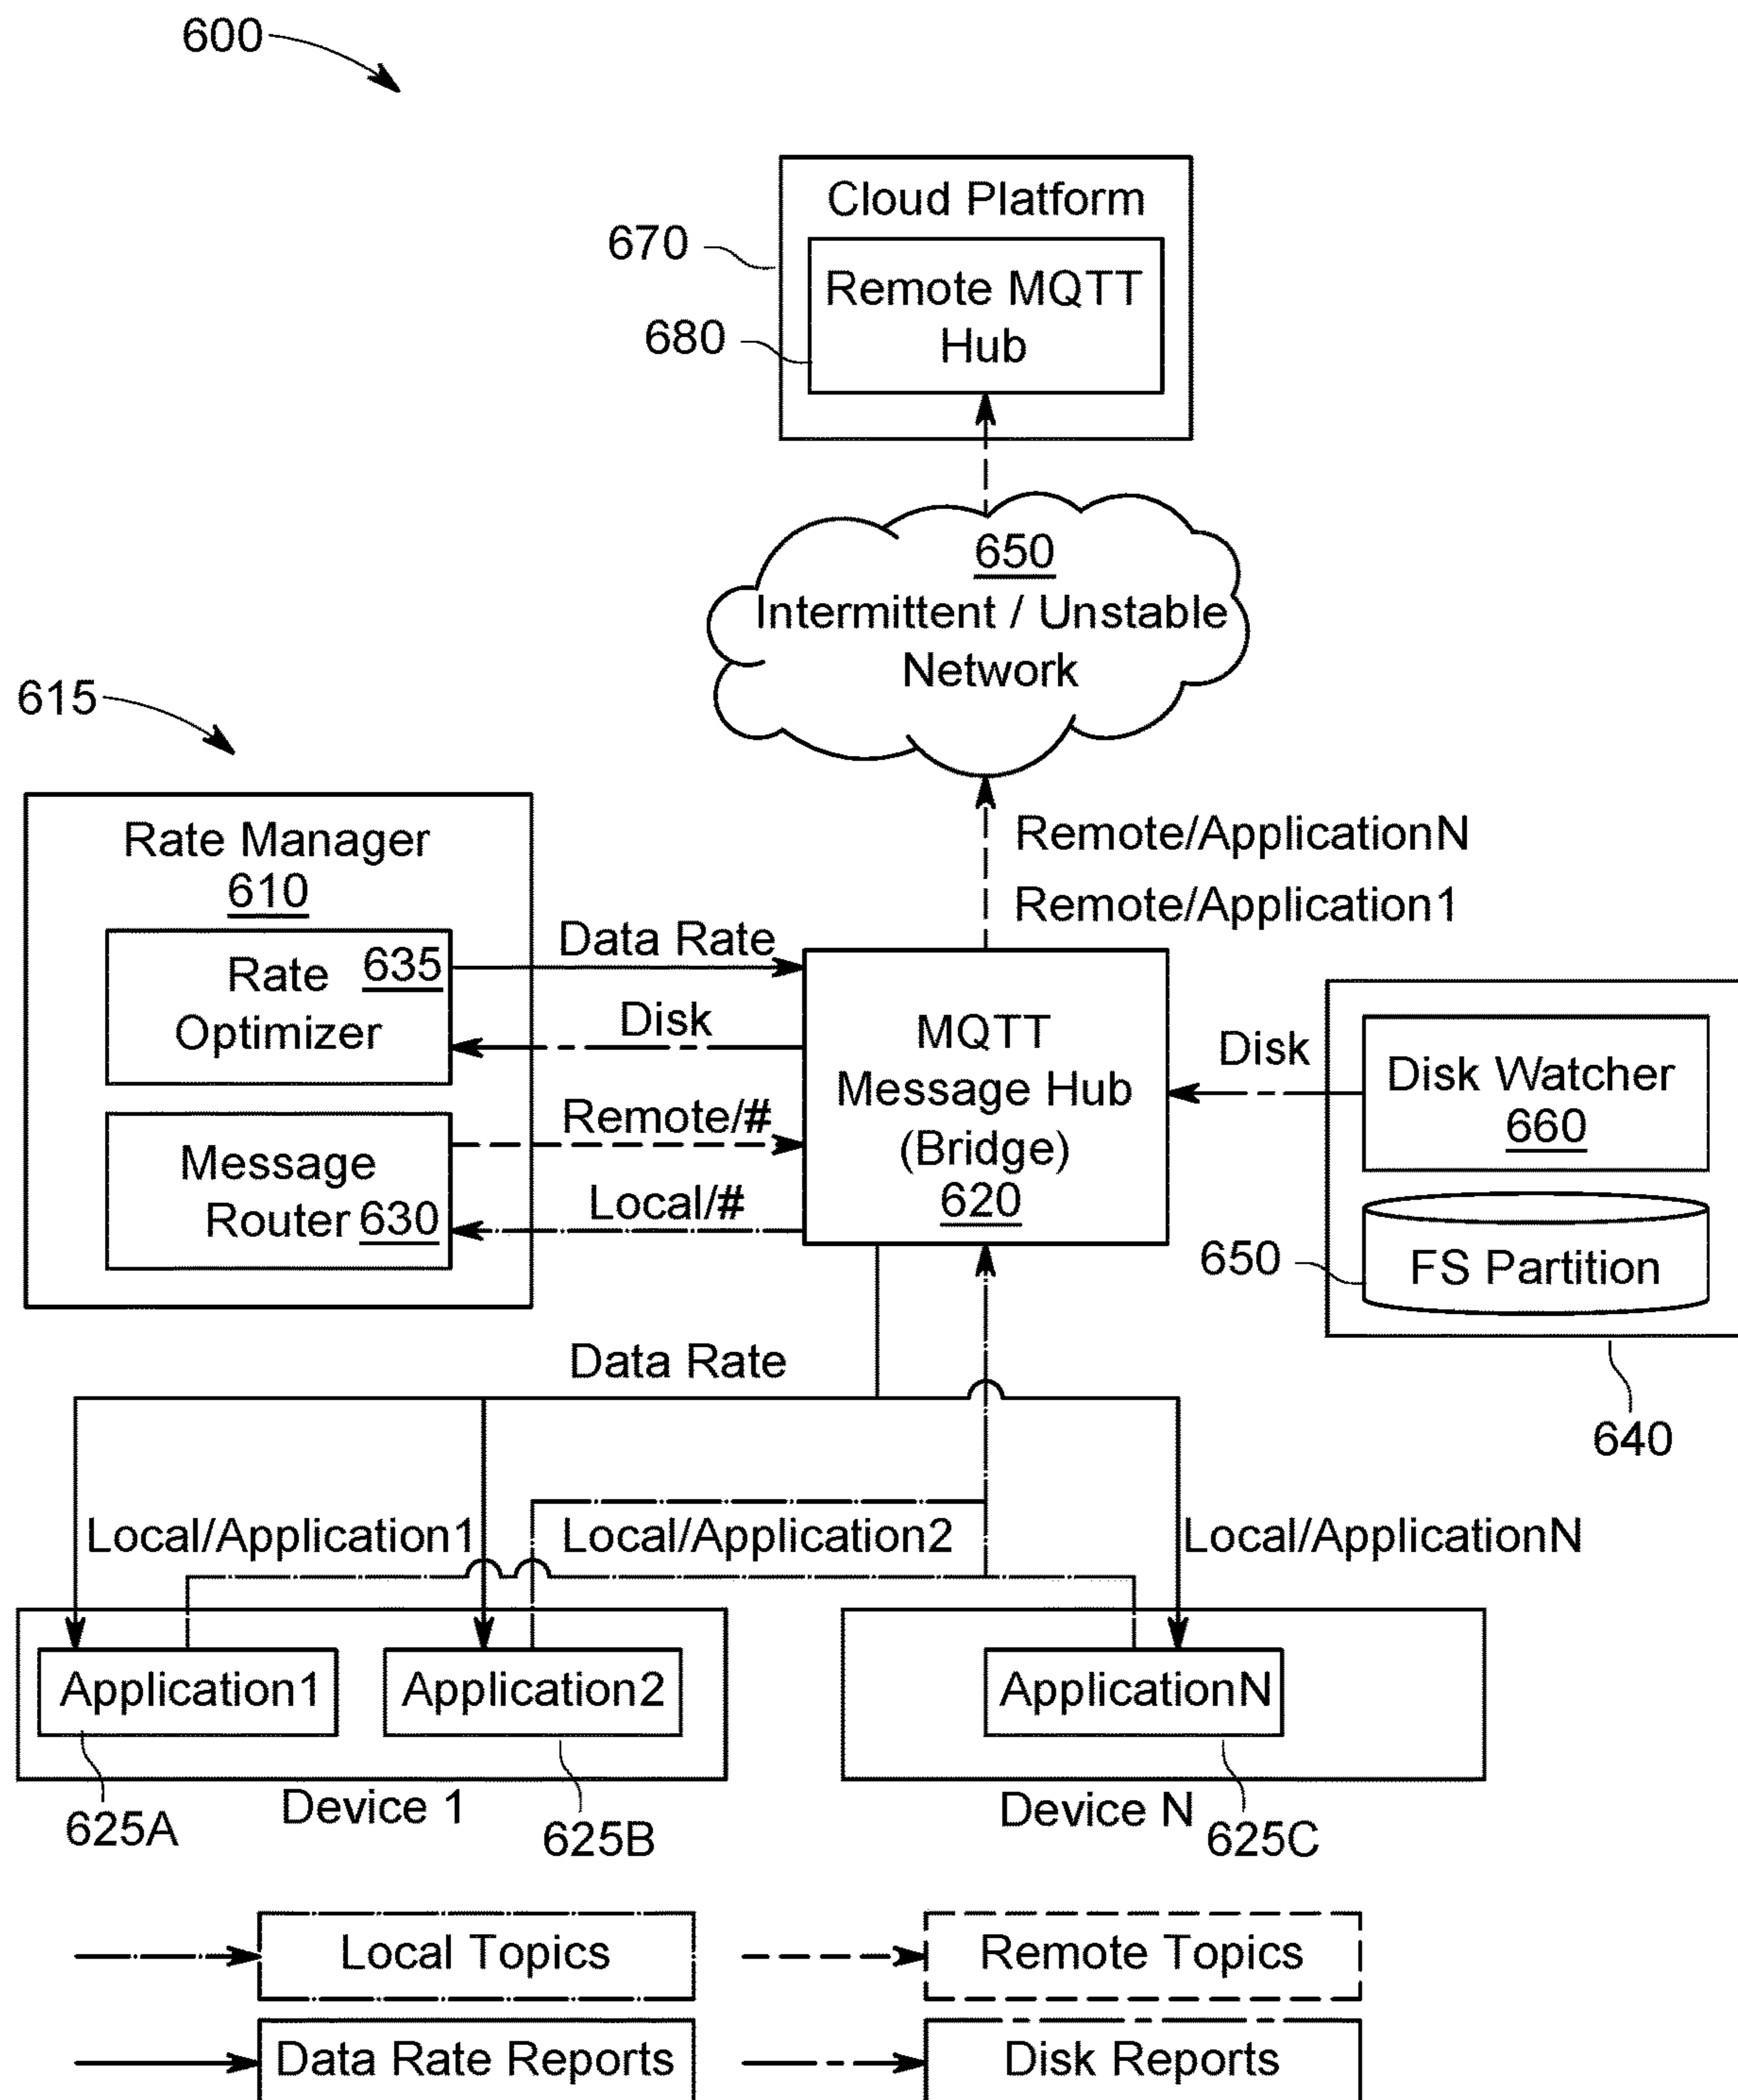 600
Cloud Platform
670
Remote MQTT
Hub
680
650
Intermittent / Unstable
Network
615
Rate Manager
610
Remote/ApplicationN
Remote/Application1
Rate 635
Optimizer
Data Rate
Disk
Message
Router 630
Remote/#
Local/#
MQTT
Message Hub
(Bridge)
620
Disk
Disk Watcher
660
650
FS Partition
640
Data Rate
Local/Application1
Local/Application2
Local/ApplicationN
Application1
Application2
ApplicationN
625A
Device 1
625B
Device N
625C
Local Topics
Remote Topics
Data Rate Reports
Disk Reports